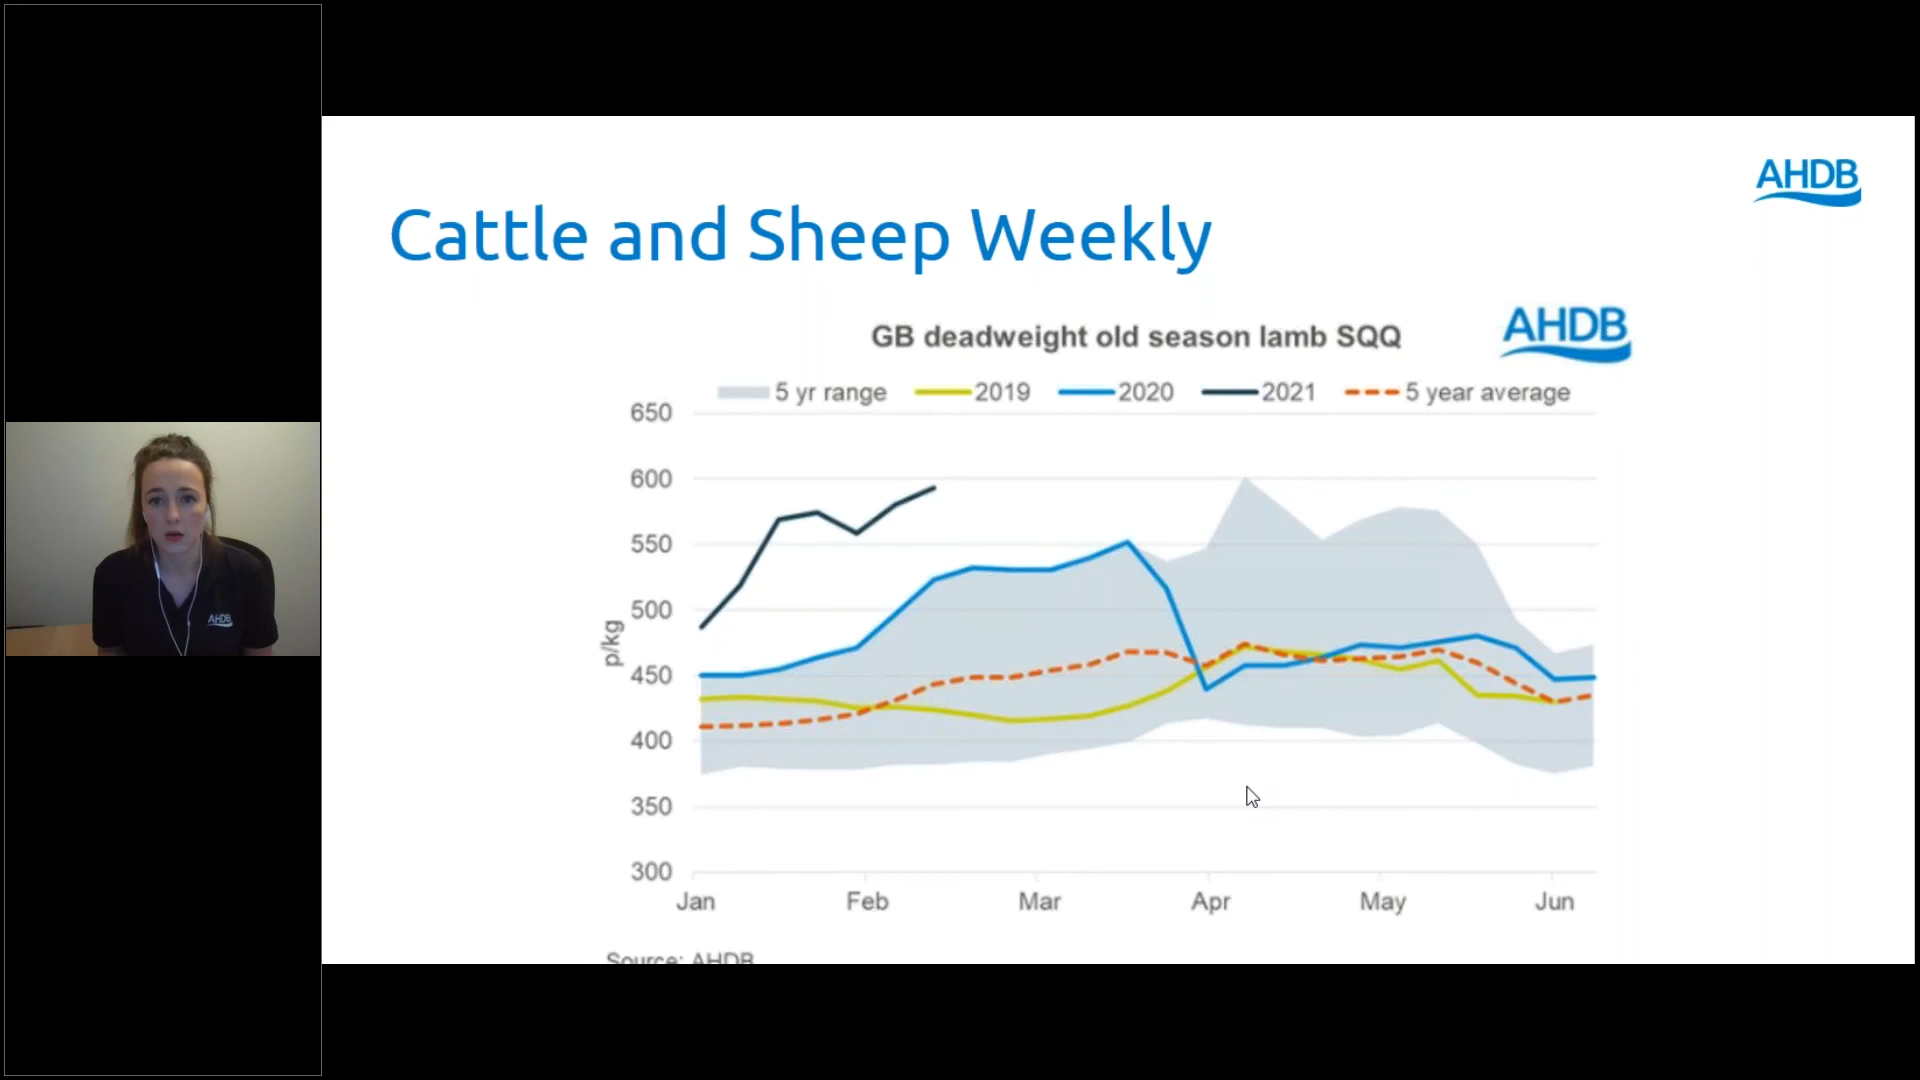 AHDB
Cattle and Sheep Weekly
GB deadweight old season lamb SQQ
AHDB
5 yr range 2019 2020 2021 5 year average
650
600
550
500
450
400
350
300
p/kg
Jan Feb Mar Apr May Jun
Source: AHDB
AHDB